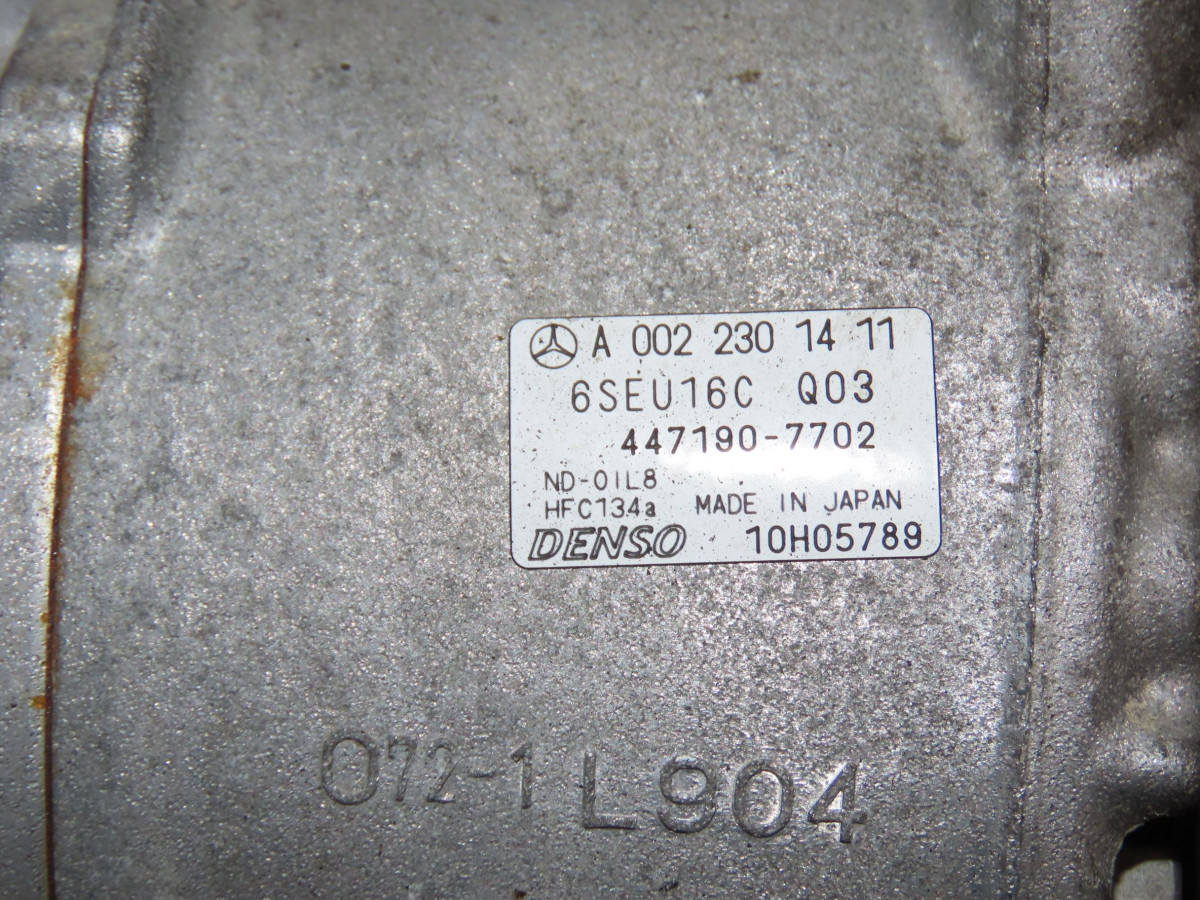 A 002 230 14 11
6SEU16C Q03
447190-7702
ND-OIL8
HFC134a MADE IN JAPAN
DENSO 10H05789
072-1 L904